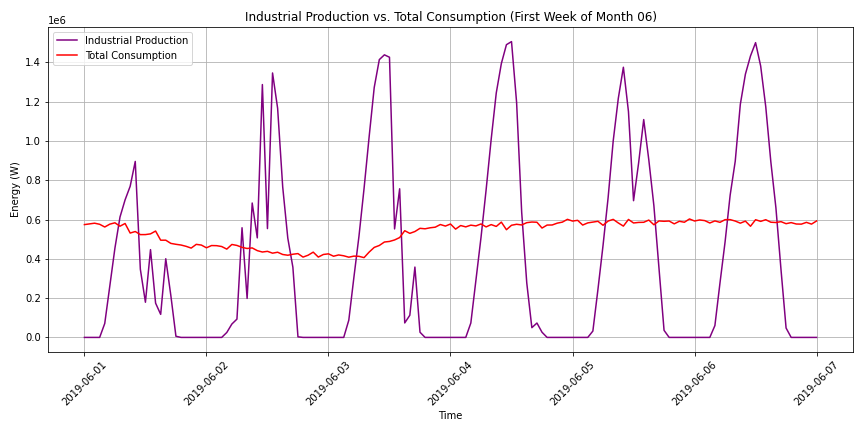 Industrial Production vs. Total Consumption (First Week of Month 06)
1e6
Industrial Production
Total Consumption
Energy (W)
1.4
1.2
1.0
0.8
0.6
0.4
0.2
0.0
2019-06-01
2019-06-02
2019-06-03
2019-06-04
2019-06-05
2019-06-06
2019-06-07
Time